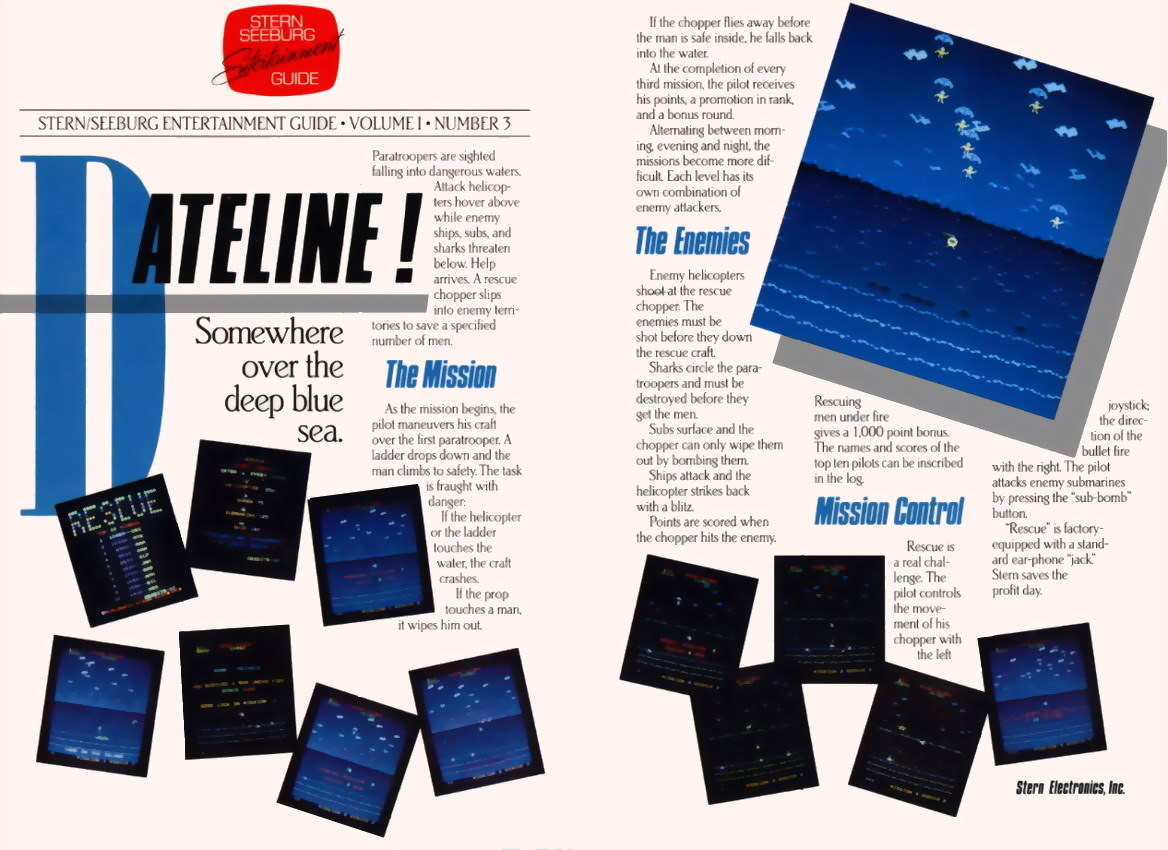 STERN
SEEBURG
Entertainment
GUIDE
STERN/SEEBURG ENTERTAINMENT GUIDE • VOLUME I • NUMBER 3
DATELINE!
Somewhere
over the
deep blue
sea.
Paratroopers are sighted
falling into dangerous waters.
Attack helicop-
ters hover above
while enemy
ships, subs, and
sharks threaten
below. Help
arrives. A rescue
chopper slips
into enemy terri-
tories to save a specified
number of men.
The Mission
As the mission begins, the
pilot maneuvers his craft
over the first paratrooper. A
ladder drops down and the
man climbs to safety. The task
is fraught with
danger:
If the helicopter
or the ladder
touches the
water, the craft
crashes.
If the prop
touches a man,
it wipes him out.
RESCUE
If the chopper flies away before
the man is safe inside, he falls back
into the water.
At the completion of every
third mission, the pilot receives
his points, a promotion in rank,
and a bonus round.
Alternating between morn-
ing, evening and night, the
missions become more dif-
ficult. Each level has its
own combination of
enemy attackers.
The Enemies
Enemy helicopters
shoot at the rescue
chopper. The
enemies must be
shot before they down
the rescue craft.
Sharks circle the para-
troopers and must be
destroyed before they
get the men.
Subs surface and the
chopper can only wipe them
out by bombing them.
Ships attack and the
helicopter strikes back
with a blitz.
Points are scored when
the chopper hits the enemy.
Rescuing
men under fire
gives a 1,000 point bonus.
The names and scores of the
top ten pilots can be inscribed
in the log.
Mission Control
Rescue is
a real chal-
lenge. The
pilot controls
the move-
ment of his
chopper with
the left
joystick;
the direc-
tion of the
bullet fire
with the right. The pilot
attacks enemy submarines
by pressing the "sub-bomb"
button.
"Rescue" is factory-
equipped with a stand-
ard ear-phone "jack."
Stern saves the
profit day.
Stern Electronics, Inc.